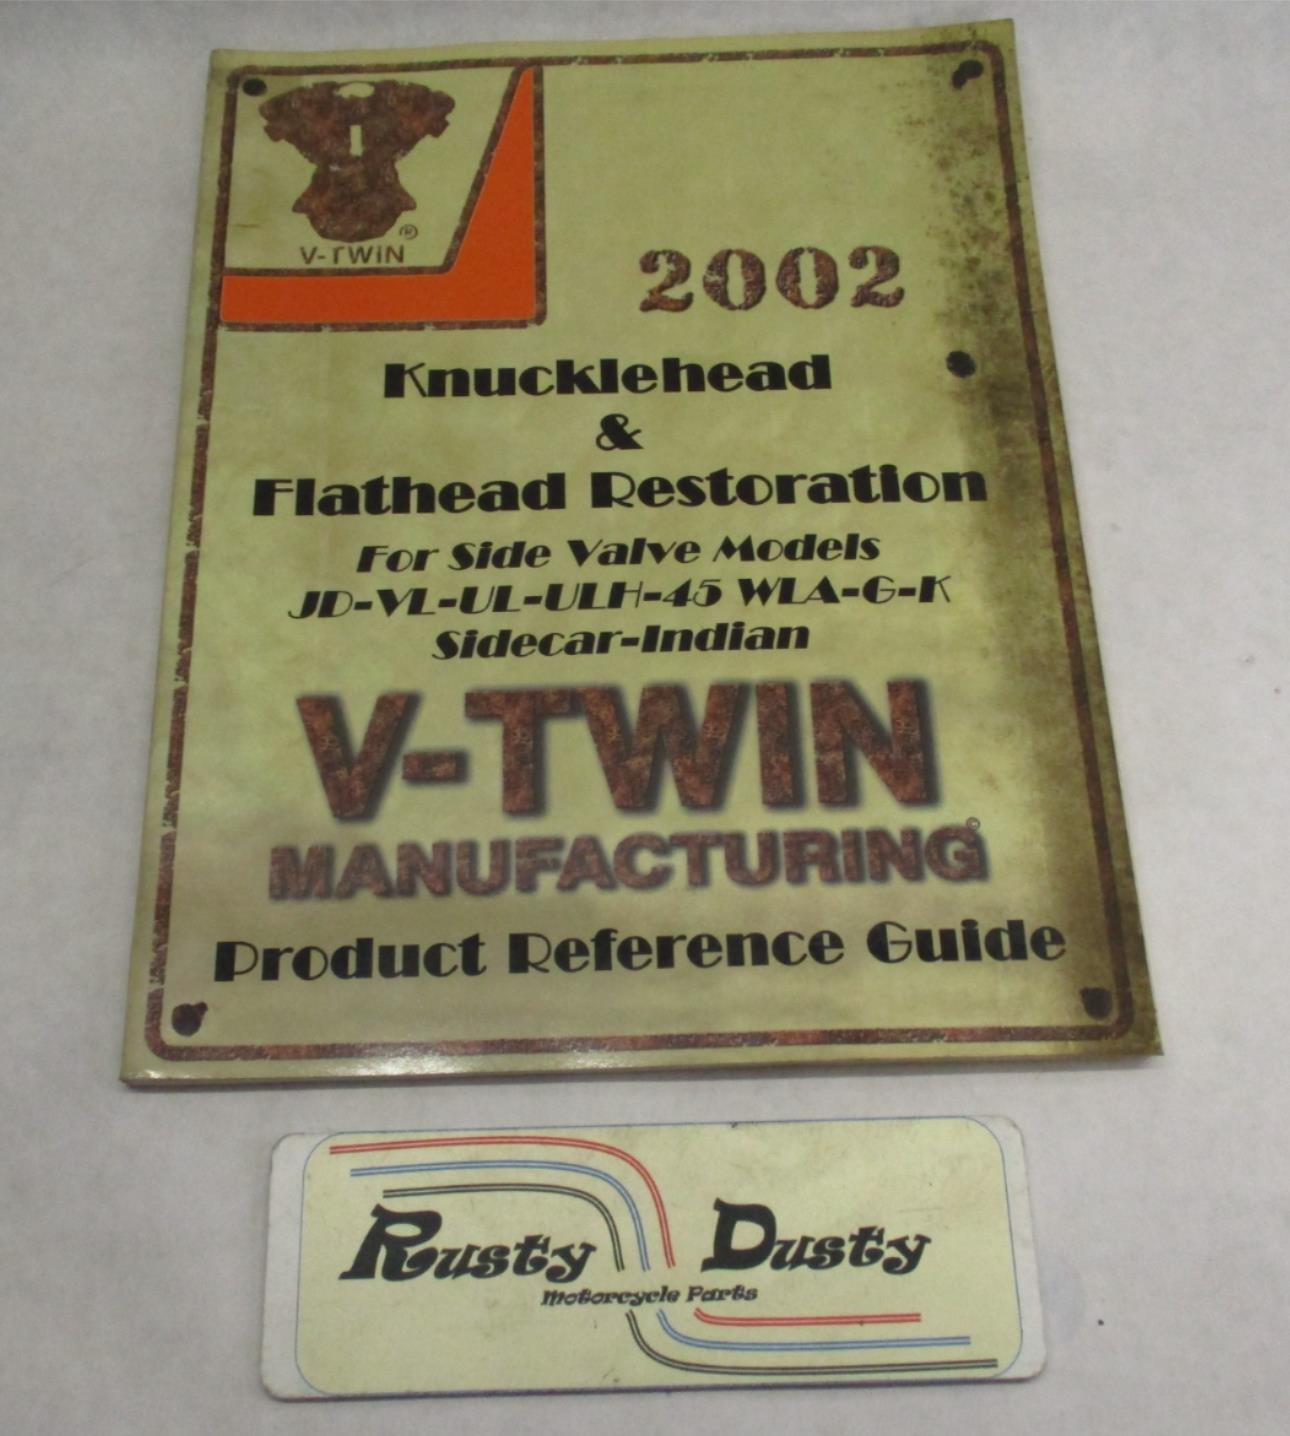 V-TWIN ®
2002
Knucklehead
&
Flathead Restoration
For Side Valve Models
JD-VL-UL-ULH-45 WLA-G-K
Sidecar-Indian
V-TWIN
MANUFACTURING©
Product Reference Guide
Rusty Dusty
Motorcycle Parts